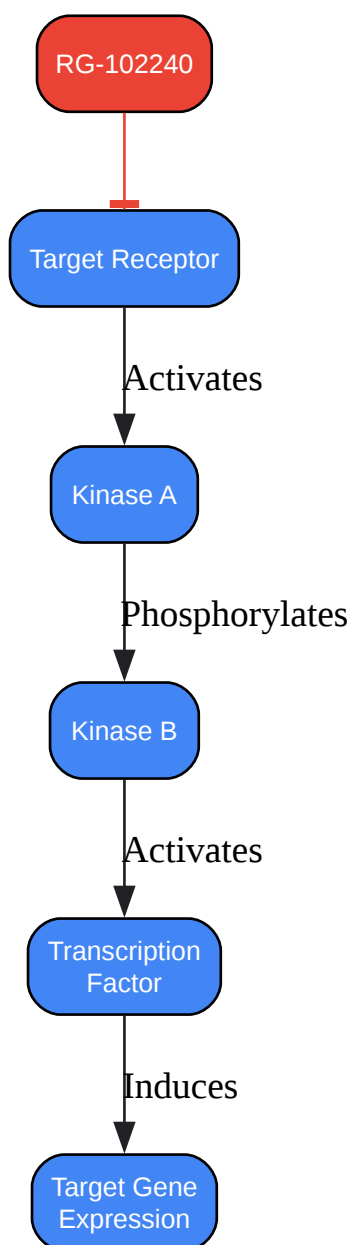 RG-102240
Target Receptor
Activates
Kinase A
Phosphorylates
Kinase B
Activates
Transcription
Factor
Induces
Target Gene
Expression